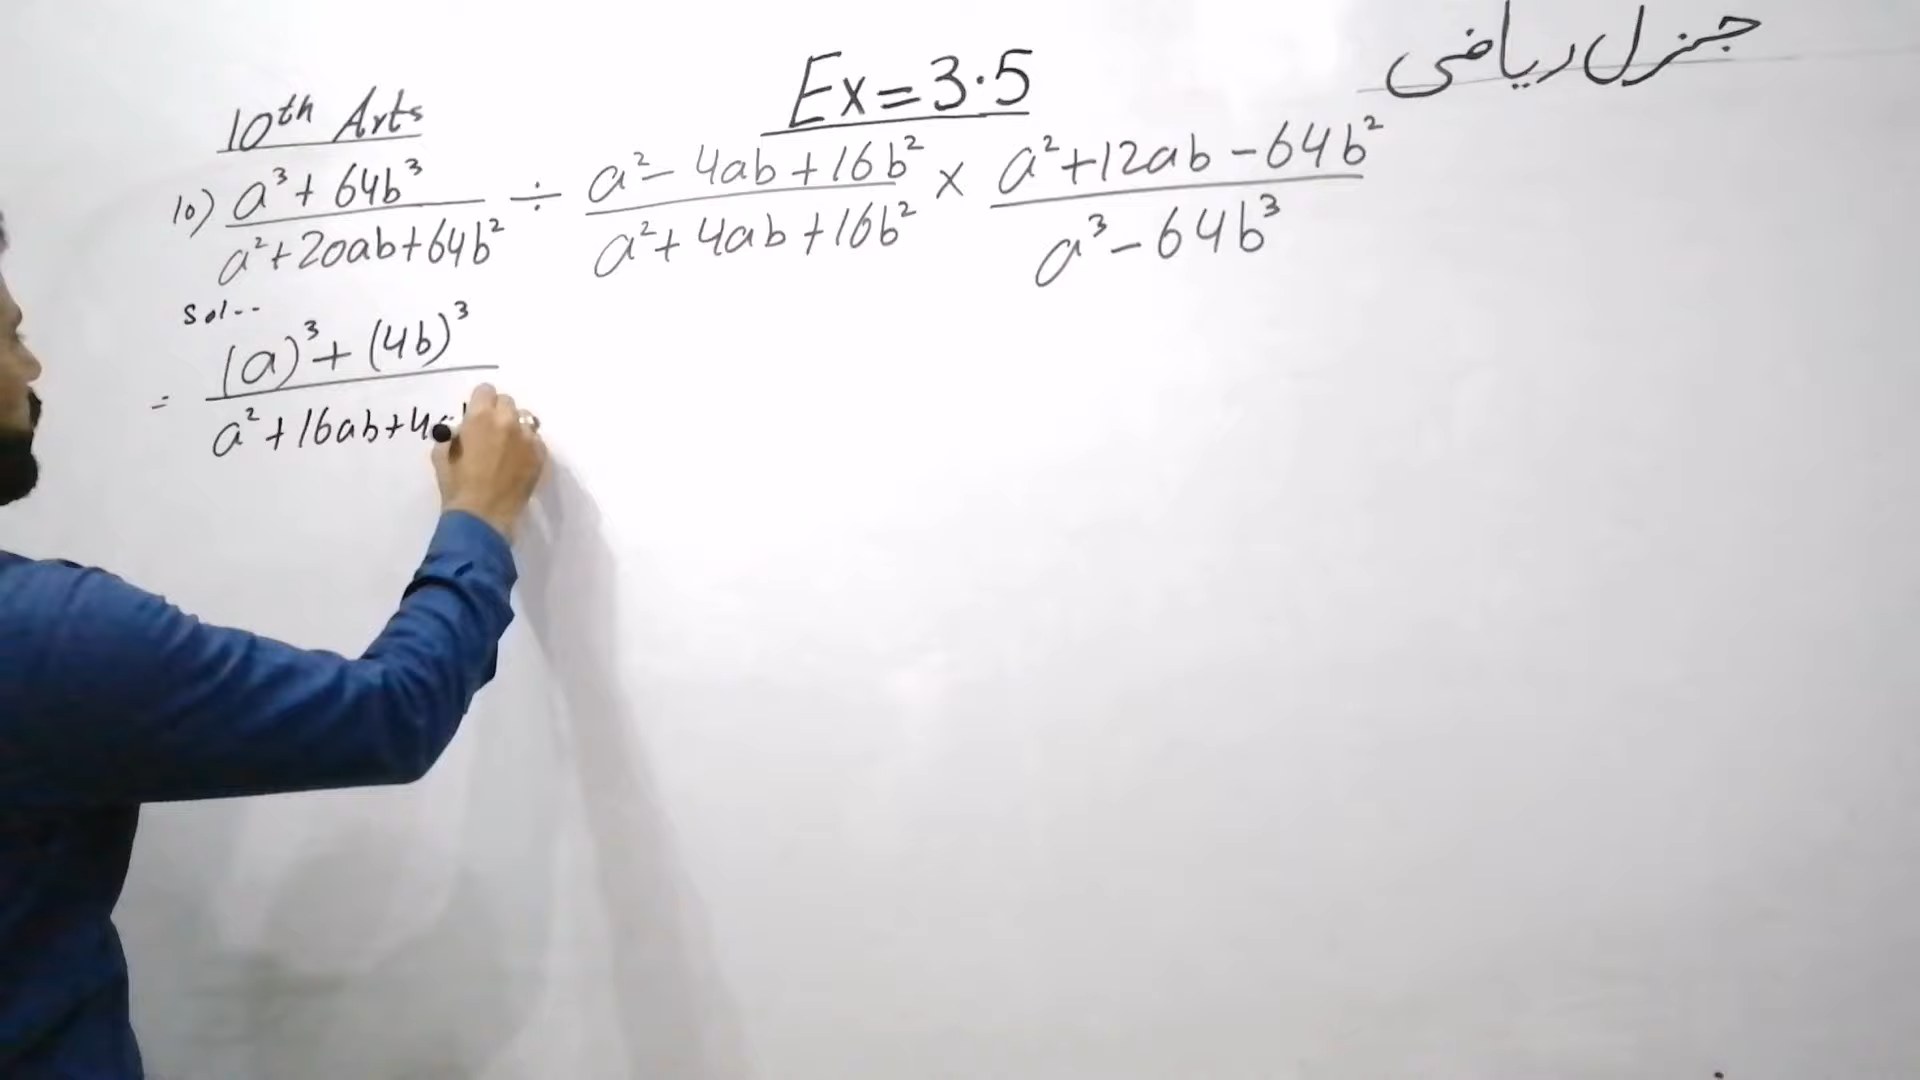 جنرل ریاضی
Ex = 3.5
10th Arts
10) a³ + 64b³ / a² + 20ab + 64b² ÷ a² - 4ab + 16b² / a² + 4ab + 16b² × a² + 12ab - 64b² / a³ - 64b³
Sol--
= (a)³ + (4b)³ / a² + 16ab + 4